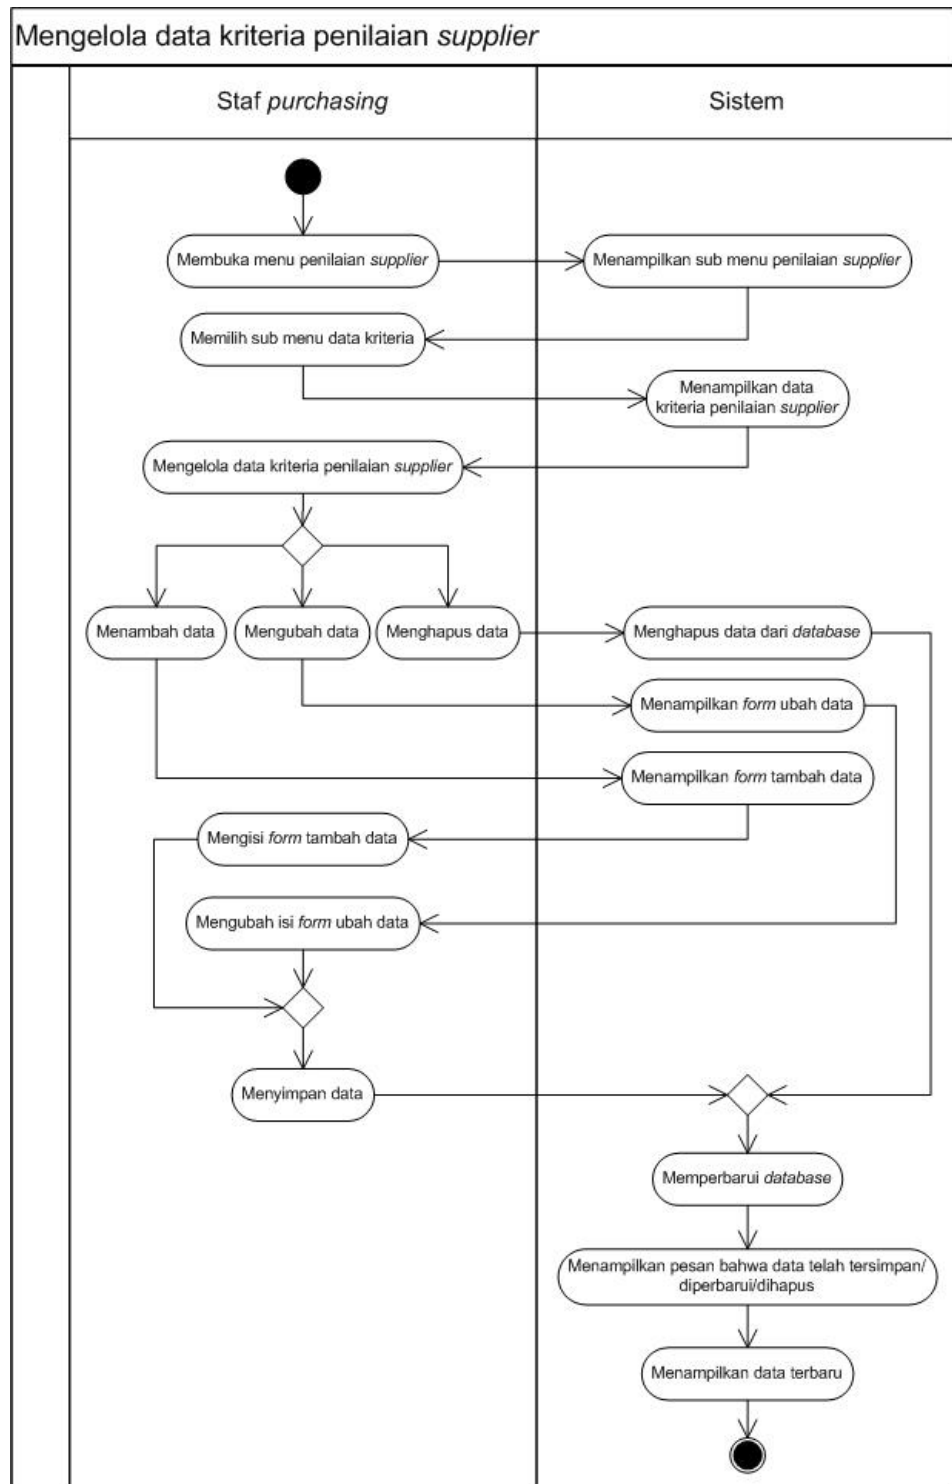 Mengelola data kriteria penilaian supplier
Staf purchasing
Sistem
Membuka menu penilaian supplier
Menampilkan sub menu penilaian supplier
Memilih sub menu data kriteria
Menampilkan data
kriteria penilaian supplier
Mengelola data kriteria penilaian supplier
Menambah data
Mengubah data
Menghapus data
Menghapus data dari database
Menampilkan form ubah data
Menampilkan form tambah data
Mengisi form tambah data
Mengubah isi form ubah data
Menyimpan data
Memperbarui database
Menampilkan pesan bahwa data telah tersimpan/
diperbarui/dihapus
Menampilkan data terbaru